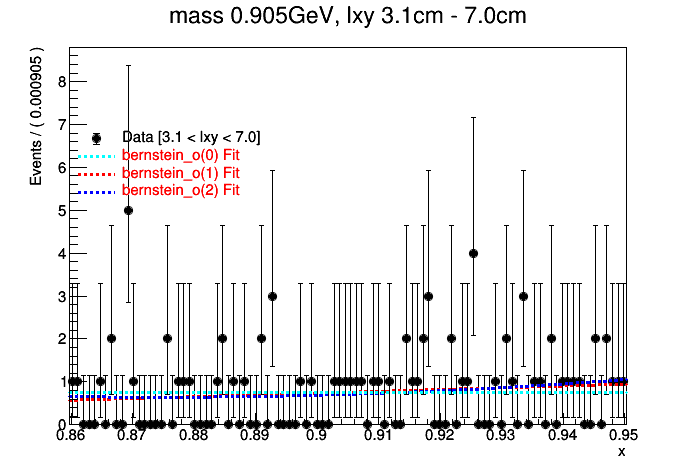 mass 0.905GeV, lxy 3.1cm - 7.0cm
Events / ( 0.000905 )
8
7
6
5
4
3
2
1
0
Data [3.1 < lxy < 7.0]
bernstein_o(0) Fit
bernstein_o(1) Fit
bernstein_o(2) Fit
0.86 0.87 0.88 0.89 0.9 0.91 0.92 0.93 0.94 0.95
x